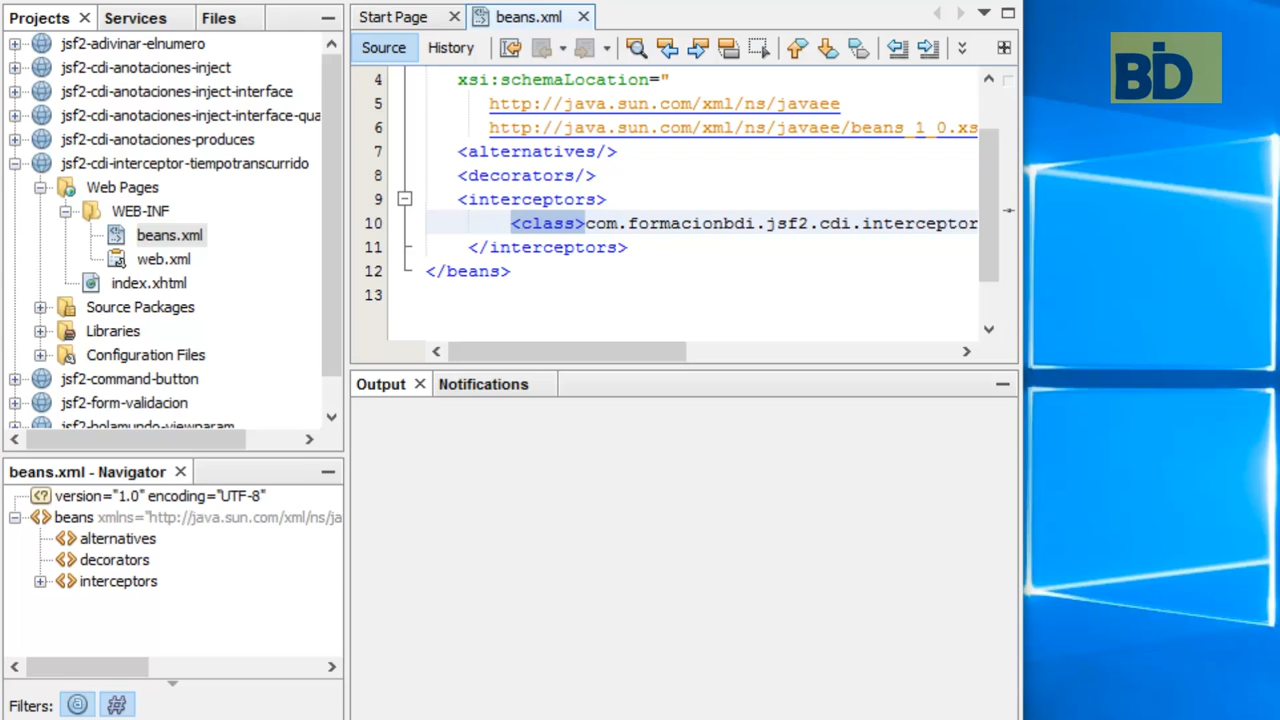 Projects
Services
Files
jsf2-adivinar-elnumero
jsf2-cdi-anotaciones-inject
jsf2-cdi-anotaciones-inject-interface
jsf2-cdi-anotaciones-inject-interface-qua
jsf2-cdi-anotaciones-produces
jsf2-cdi-interceptor-tiempotranscurrido
Web Pages
WEB-INF
beans.xml
web.xml
index.xhtml
Source Packages
Libraries
Configuration Files
jsf2-command-button
jsf2-form-validacion
jsf2-holamundo-viewparam
beans.xml - Navigator
<?> version="1.0" encoding="UTF-8"
beans xmlns="http://java.sun.com/xml/ns/ja
alternatives
decorators
interceptors
Filters:
Start Page
beans.xml
Source
History
4 xsi:schemaLocation="
5 http://java.sun.com/xml/ns/javaee
6 http://java.sun.com/xml/ns/javaee/beans_1_0.xs
7 <alternatives/>
8 <decorators/>
9 <interceptors>
10 <class>com.formacionbdi.jsf2.cdi.interceptor
11 </interceptors>
12 </beans>
13
Output
Notifications
BDI